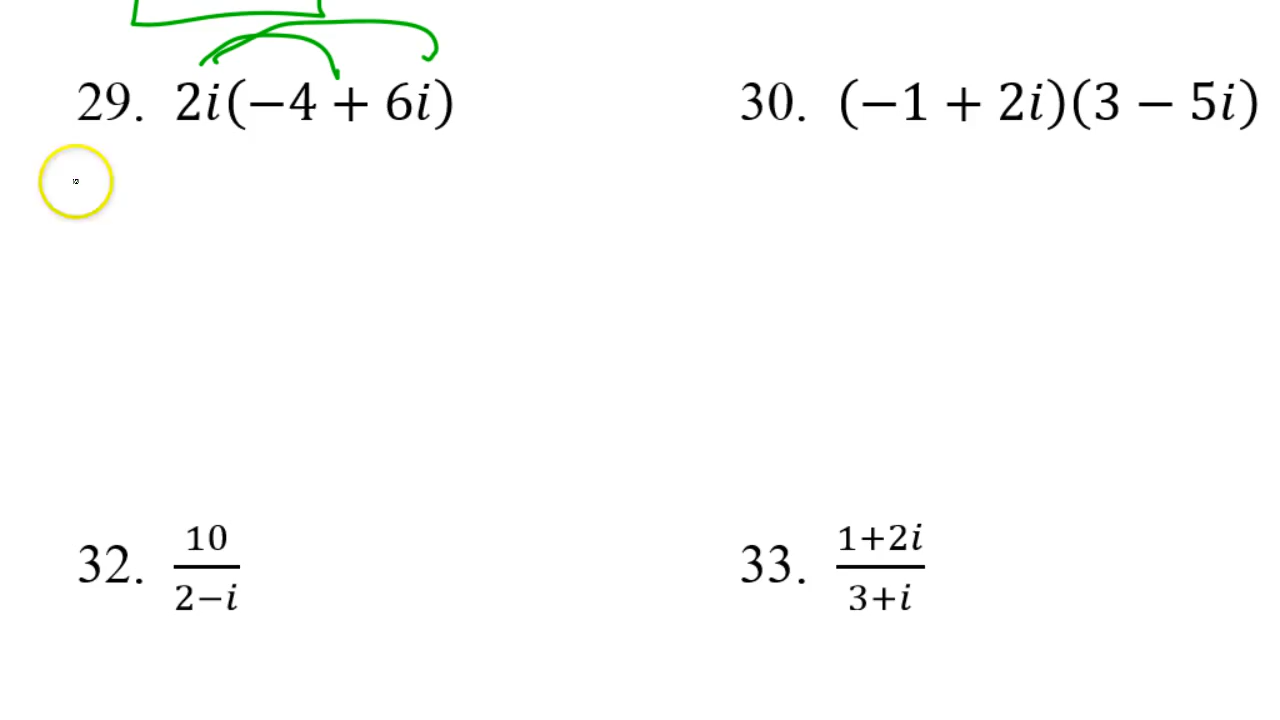 29. 2i(−4 + 6i)
30. (−1 + 2i)(3 − 5i)
32. 10/2−i
33. 1+2i/3+i